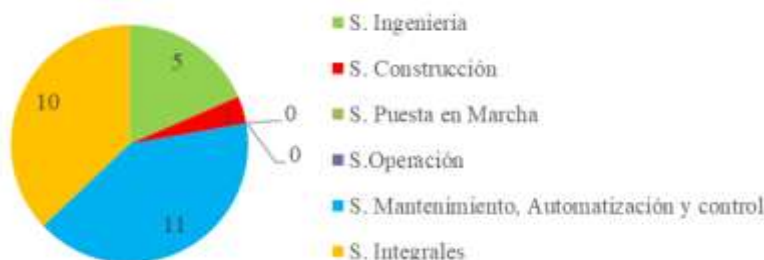 5
10
0
0
11
S. Ingenieria
S. Construcción
S. Puesta en Marcha
S.Operación
S. Mantenimiento, Automatización y control
S. Integrales